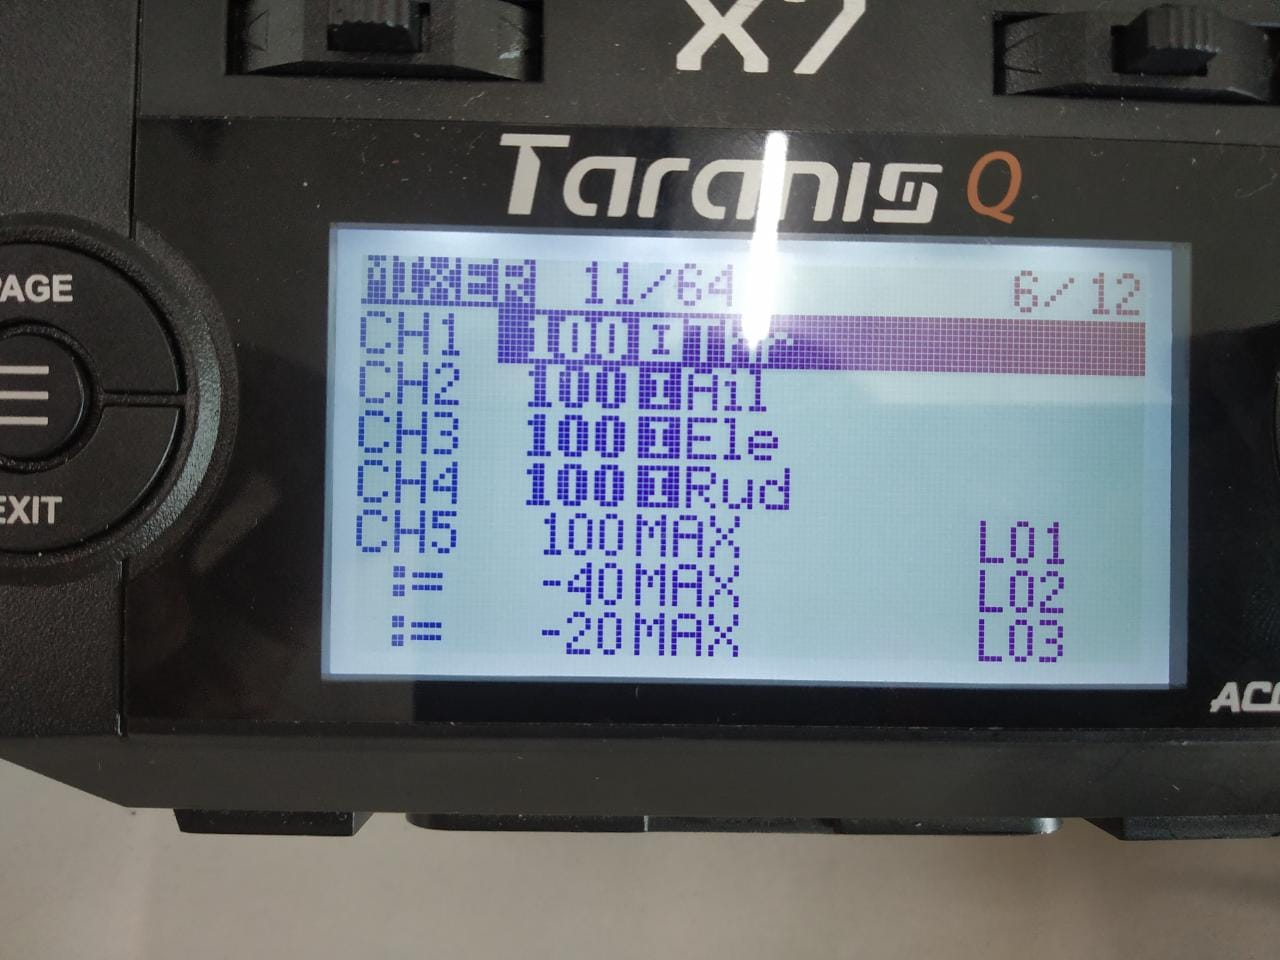 X7
Taranis Q
PAGE
EXIT
MIXER 11/64 6/12
CH1 100 I Thr
CH2 100 I Ail
CH3 100 I Ele
CH4 100 I Rud
CH5 100 MAX L01
:= -40 MAX L02
:= -20 MAX L03